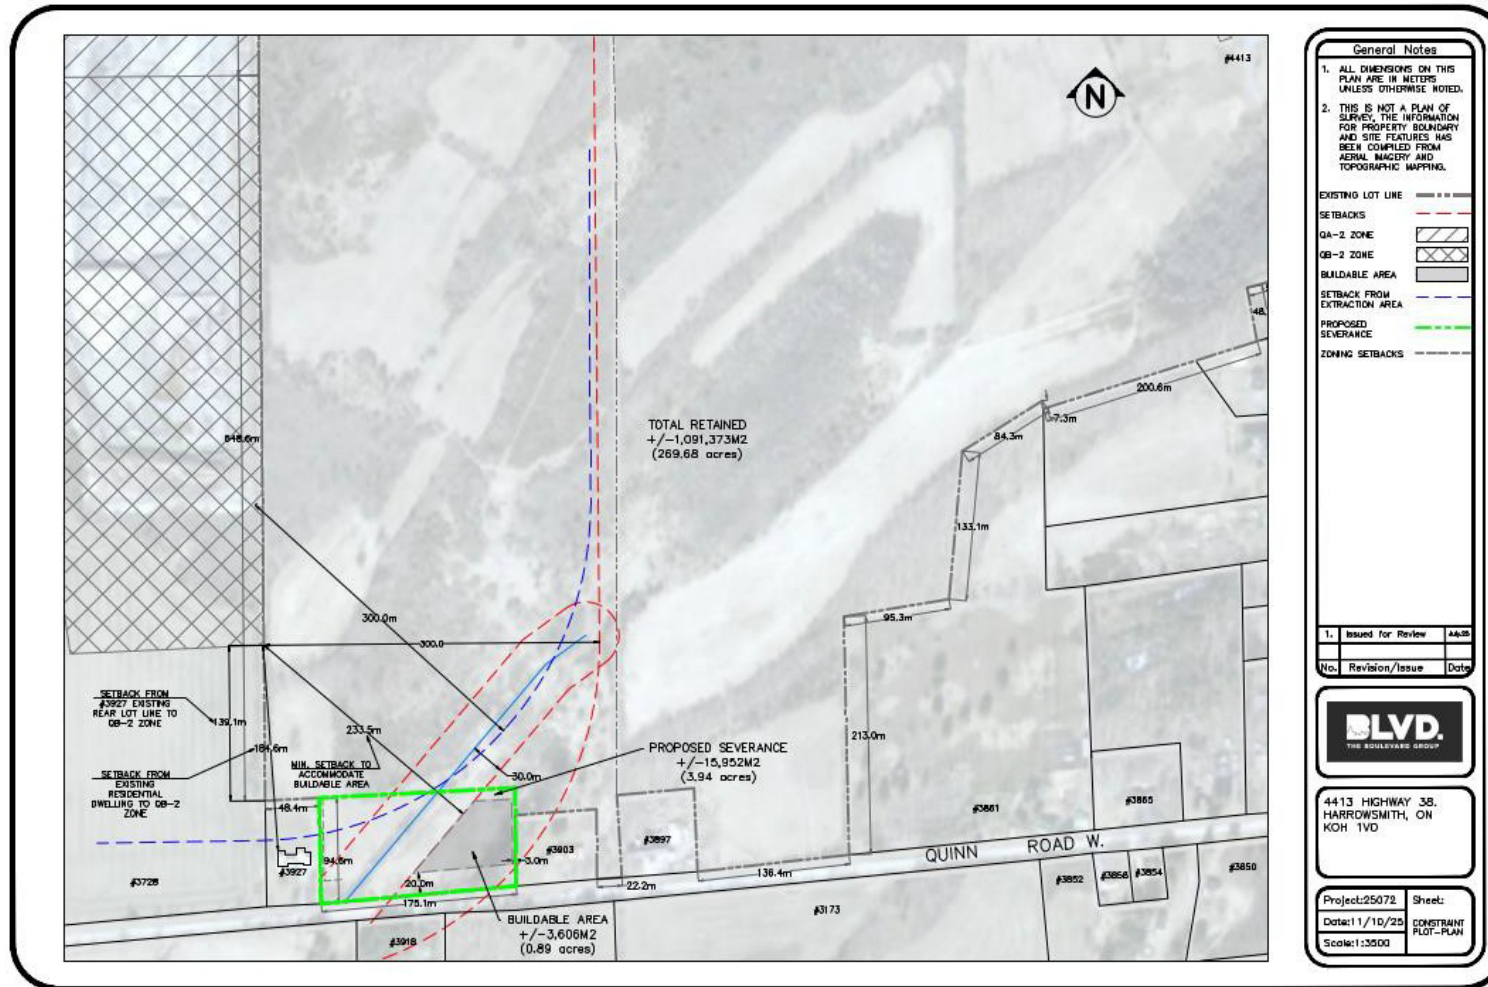 #4413
N
648.6m
TOTAL RETAINED
+/-1,091,373M2
(269.68 acres)
200.6m
7.3m
84.3m
48.
133.1m
95.3m
300.0m
300.0
SETBACK FROM
#3927 EXISTING
REAR LOT LINE TO
QB-2 ZONE
139.1m
184.6m
233.5m
213.0m
SETBACK FROM
EXISTING
RESIDENTIAL
DWELLING TO QB-2
ZONE
MIN. SETBACK TO
ACCOMMODATE
BUILDABLE AREA
30.0m
PROPOSED SEVERANCE
+/-15,952M2
(3.94 acres)
48.4m
94.6m
#3728
#3927
20.0m
175.1m
3.0m
#3903
#3897
22.2m
136.4m
#3861
#3865
QUINN ROAD W.
#3852
#3856
#3854
#3850
#3173
#3918
BUILDABLE AREA
+/-3,606M2
(0.89 acres)
General Notes
1. ALL DIMENSIONS ON THIS
PLAN ARE IN METERS
UNLESS OTHERWISE NOTED.
2. THIS IS NOT A PLAN OF
SURVEY, THE INFORMATION
FOR PROPERTY BOUNDARY
AND SITE FEATURES HAS
BEEN COMPILED FROM
AERIAL IMAGERY AND
TOPOGRAPHIC MAPPING.
EXISTING LOT LINE
SETBACKS
QA-2 ZONE
QB-2 ZONE
BUILDABLE AREA
SETBACK FROM
EXTRACTION AREA
PROPOSED
SEVERANCE
ZONING SETBACKS
1. Issued for Review
No. Revision/Issue Date
BLVD.
THE BOULEVARD GROUP
4413 HIGHWAY 38.
HARROWSMITH, ON
K0H 1V0
Project:25072 Sheet:
Date:11/10/25 CONSTRAINT
PLOT-PLAN
Scale:1:3500